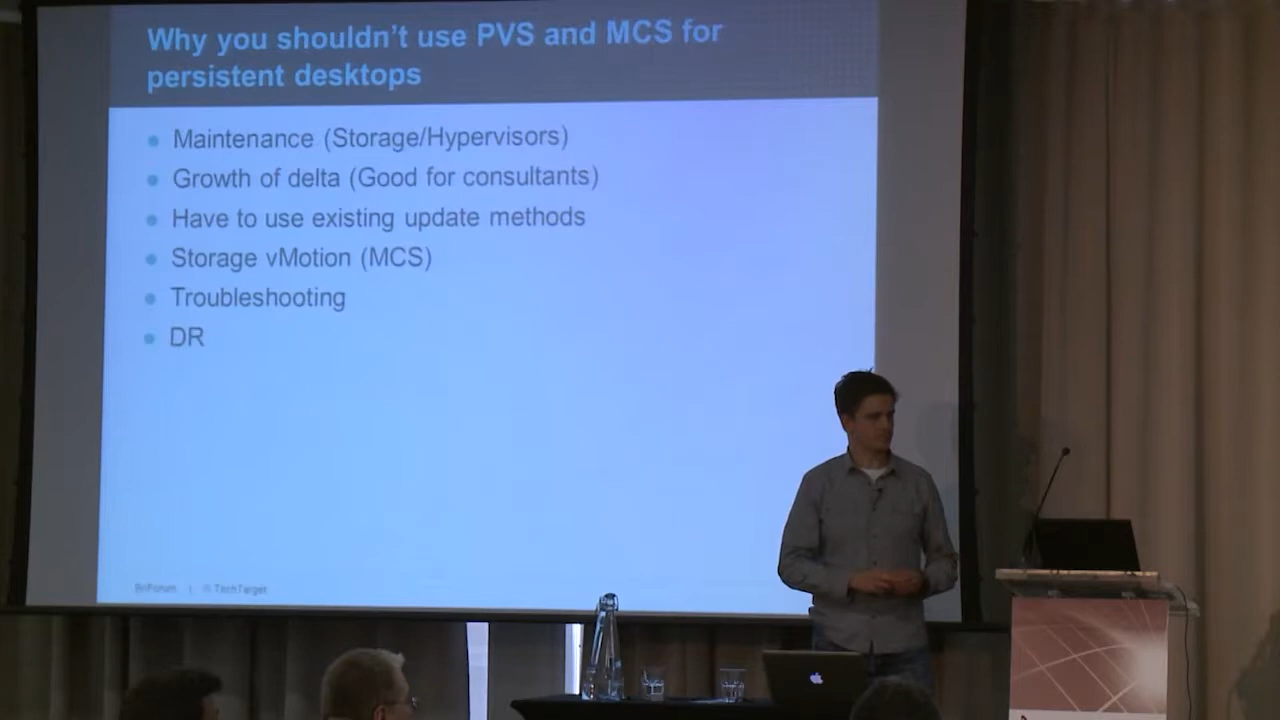 Why you shouldn't use PVS and MCS for
persistent desktops
Maintenance (Storage/Hypervisors)
Growth of delta (Good for consultants)
Have to use existing update methods
Storage vMotion (MCS)
Troubleshooting
DR
BriForum | © TechTarget